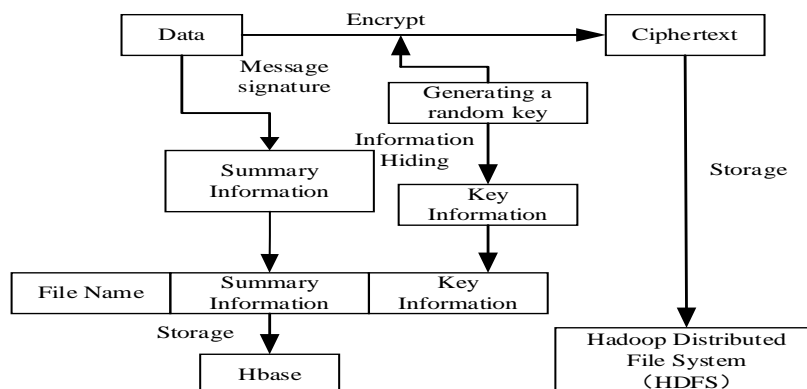 Encrypt
Data
Ciphertext
Message
signature
Generating a
random key
Information
Hiding
Summary
Information
Storage
Key
Information
File Name
Summary
Information
Key
Information
Storage
Hbase
Hadoop Distributed
File System
（HDFS）